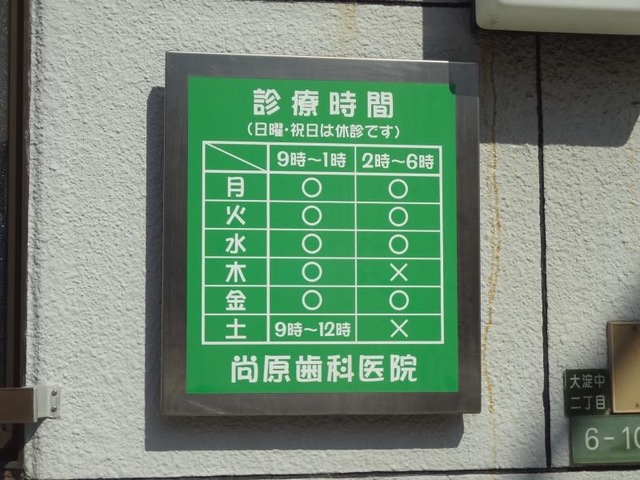 診療時間
(日曜・祝日は休診です)
9時〜1時 2時〜6時
月 ○ ○
火 ○ ○
水 ○ ○
木 ○ ×
金 ○ ○
土 9時〜12時 ×
尚原歯科医院
大淀中
二丁目
6-10